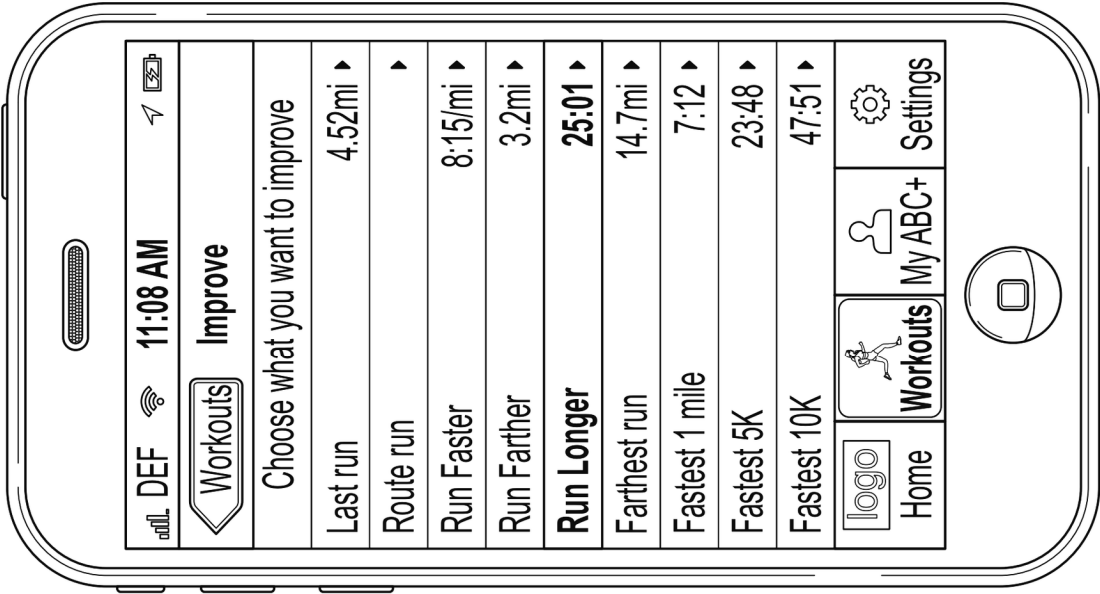 DEF 11:08 AM
Workouts Improve
Choose what you want to improve
Last run 4.52mi
Route run
Run Faster 8:15/mi
Run Farther 3.2mi
Run Longer 25:01
Farthest run 14.7mi
Fastest 1 mile 7:12
Fastest 5K 23:48
Fastest 10K 47:51
logo
Home Workouts My ABC+ Settings